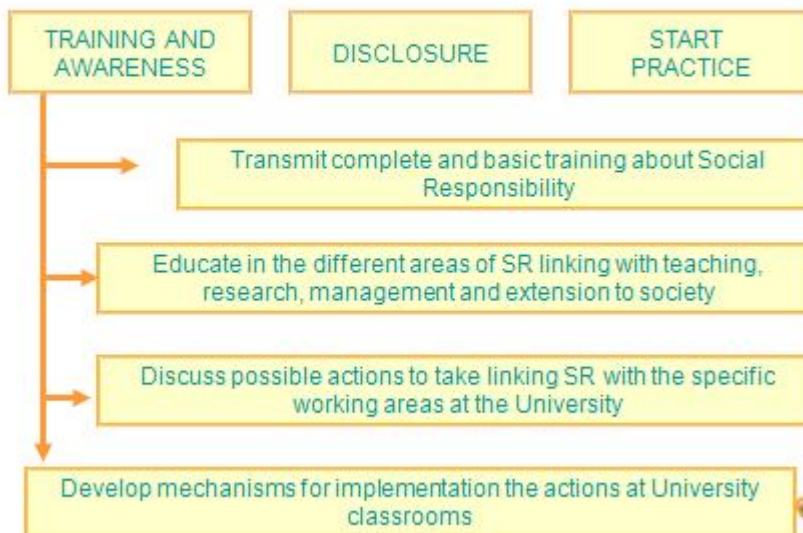 TRAINING AND
AWARENESS
DISCLOSURE
START
PRACTICE
Transmit complete and basic training about Social
Responsibility
Educate in the different areas of SR linking with teaching,
research, management and extension to society
Discuss possible actions to take linking SR with the specific
working areas at the University
Develop mechanisms for implementation the actions at University
classrooms